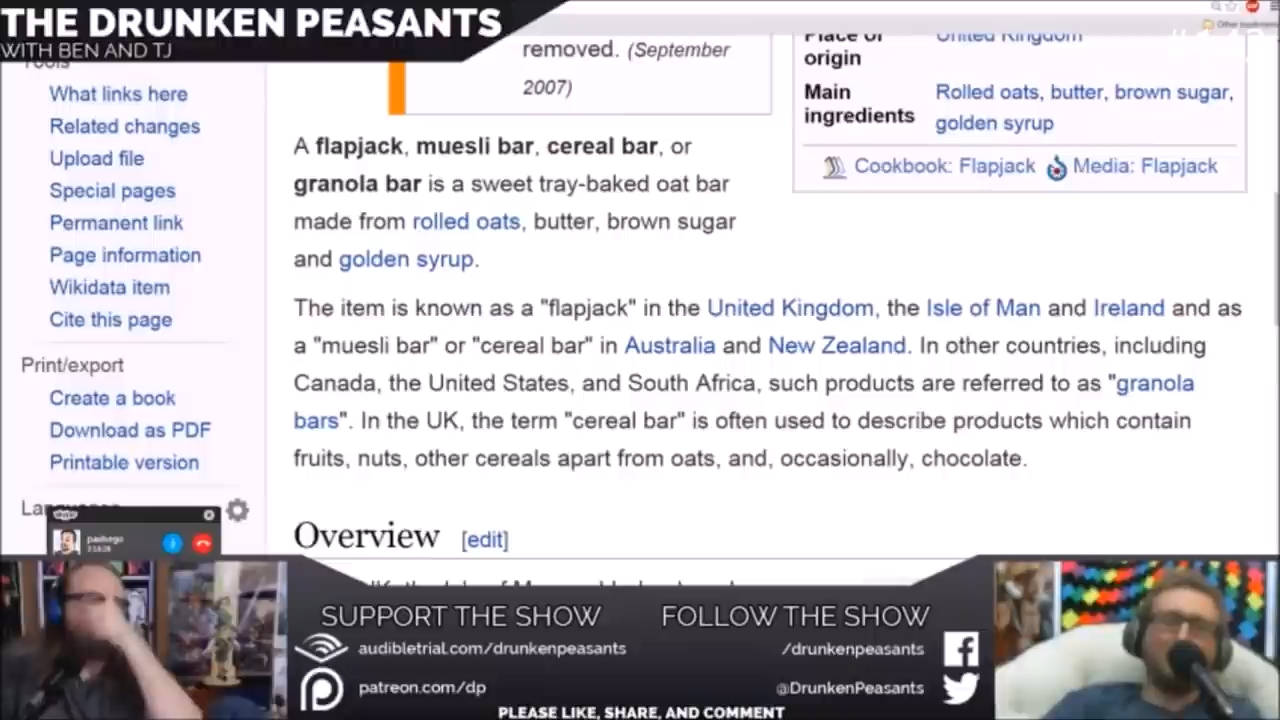 THE DRUNKEN PEASANTS
WITH BEN AND TJ
Other bookmarks
Tools
What links here
Related changes
Upload file
Special pages
Permanent link
Page information
Wikidata item
Cite this page
Print/export
Create a book
Download as PDF
Printable version
Languages
removed. (September
2007)
Place of origin
United Kingdom
Main ingredients
Rolled oats, butter, brown sugar,
golden syrup
Cookbook: Flapjack Media: Flapjack
A flapjack, muesli bar, cereal bar, or
granola bar is a sweet tray-baked oat bar
made from rolled oats, butter, brown sugar
and golden syrup.
The item is known as a "flapjack" in the United Kingdom, the Isle of Man and Ireland and as
a "muesli bar" or "cereal bar" in Australia and New Zealand. In other countries, including
Canada, the United States, and South Africa, such products are referred to as "granola
bars". In the UK, the term "cereal bar" is often used to describe products which contain
fruits, nuts, other cereals apart from oats, and, occasionally, chocolate.
Overview [edit]
skype
SUPPORT THE SHOW
audibletrial.com/drunkenpeasants
patreon.com/dp
FOLLOW THE SHOW
/drunkenpeasants
@DrunkenPeasants
PLEASE LIKE, SHARE, AND COMMENT